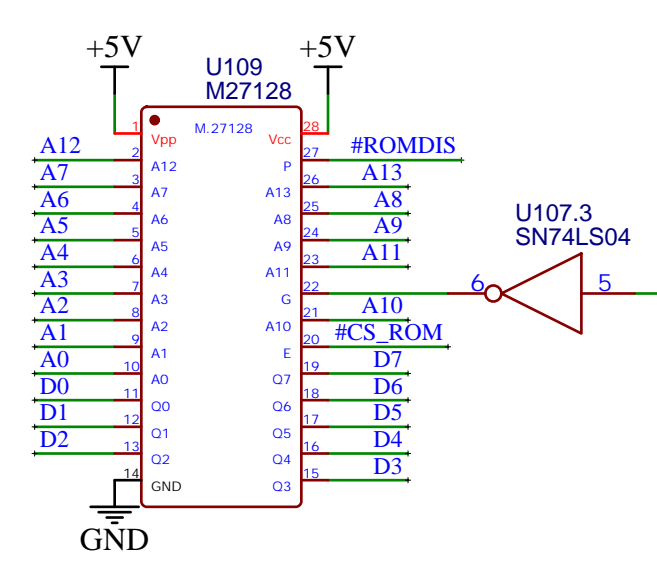 +5V
+5V
U109
M27128
M.27128
1
Vpp
Vcc
28
A12
2
A12
P
27
#ROMDIS
A7
3
A7
A13
26
A13
A6
4
A6
A8
25
A8
A5
5
A5
A9
24
A9
A4
6
A4
A11
23
A11
A3
7
A3
G
22
A2
8
A2
A10
21
A10
A1
9
A1
E
20
#CS_ROM
A0
10
A0
Q7
19
D7
D0
11
Q0
Q6
18
D6
D1
12
Q1
Q5
17
D5
D2
13
Q2
Q4
16
D4
14
GND
Q3
15
D3
GND
U107.3
SN74LS04
6
5